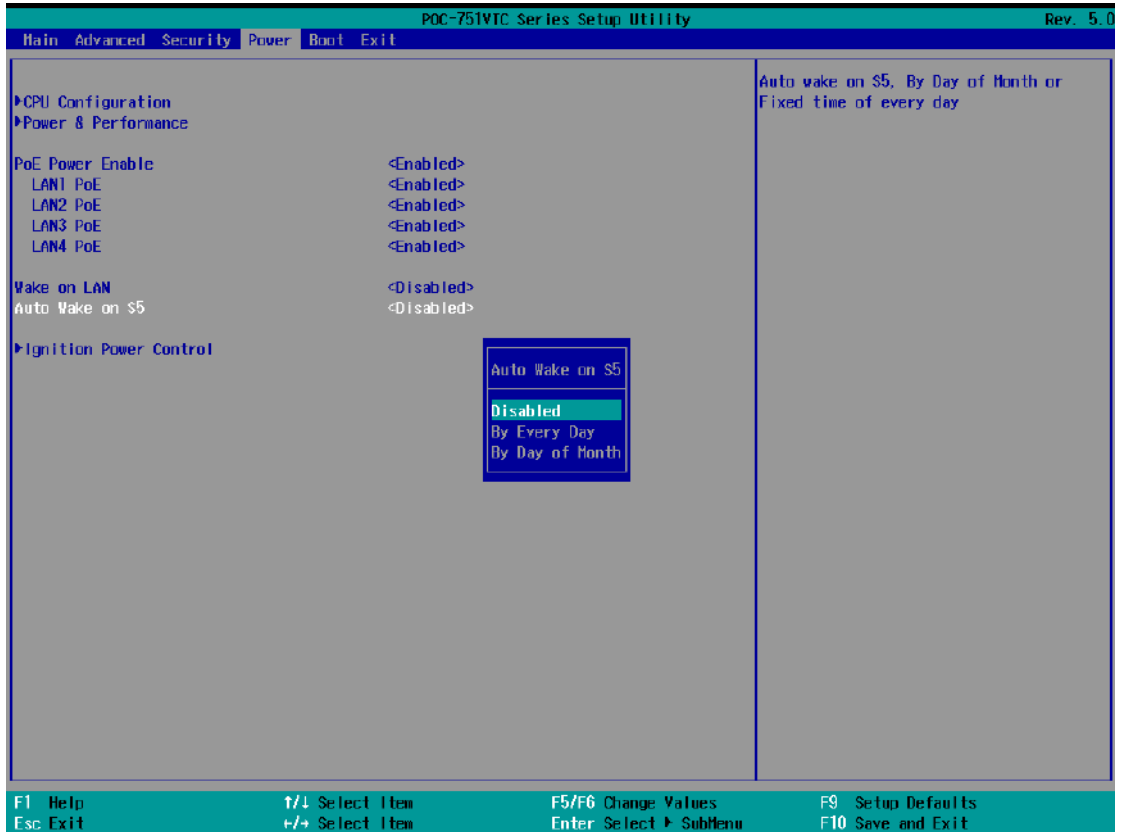 POC-751VTC Series Setup Utility Rev. 5.0
Main Advanced Security Power Boot Exit
Auto wake on S5, By Day of Month or
Fixed time of every day
▶CPU Configuration
▶Power & Performance
PoE Power Enable <Enabled>
LAN1 PoE <Enabled>
LAN2 PoE <Enabled>
LAN3 PoE <Enabled>
LAN4 PoE <Enabled>
Wake on LAN <Disabled>
Auto Wake on S5 <Disabled>
▶Ignition Power Control
Auto Wake on S5
Disabled
By Every Day
By Day of Month
F1 Help ↑/↓ Select Item F5/F6 Change Values F9 Setup Defaults
Esc Exit ←/→ Select Item Enter Select ▶ SubMenu F10 Save and Exit